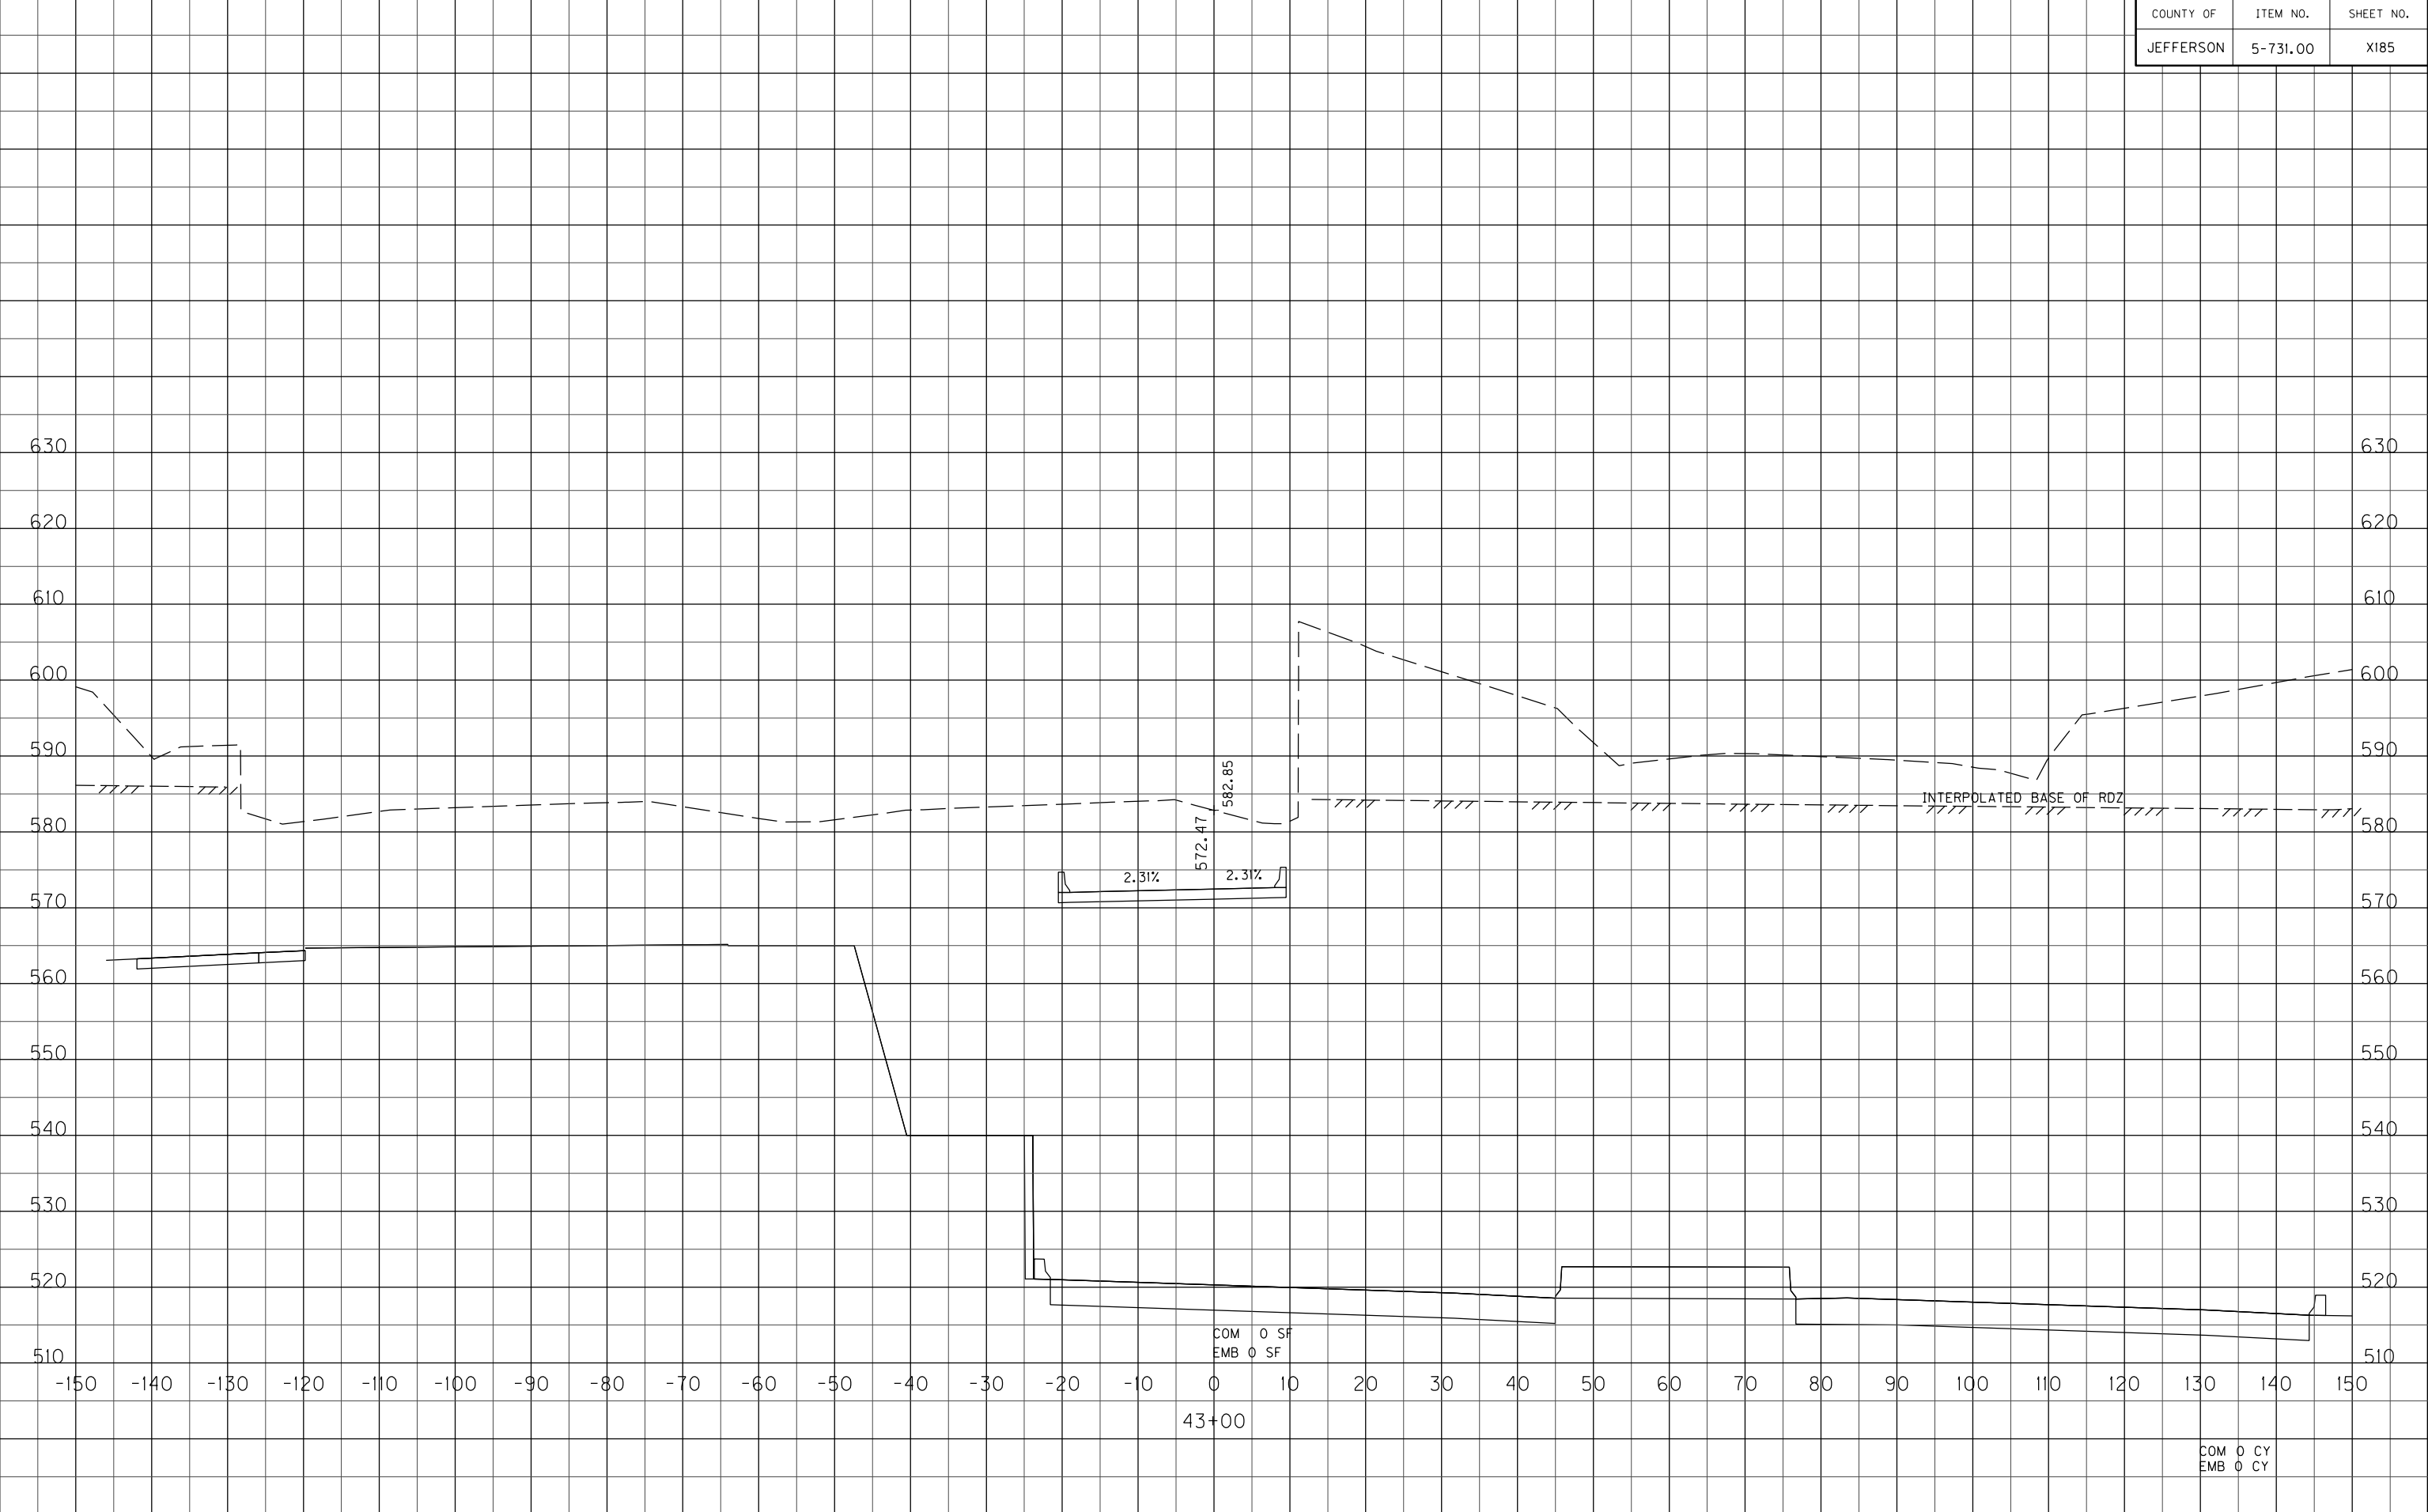 COUNTY OF ITEM NO. SHEET NO.
JEFFERSON 5-731.00 X185
630 630
620 620
610 610
600 600
590 590
582.85
INTERPOLATED BASE OF RDZ
580 580
572.47
2.31% 2.31%
570 570
560 560
550 550
540 540
530 530
520 520
COM 0 SF
EMB 0 SF
510 510
-150 -140 -130 -120 -110 -100 -90 -80 -70 -60 -50 -40 -30 -20 -10 0 10 20 30 40 50 60 70 80 90 100 110 120 130 140 150
43+00
COM 0 CY
EMB 0 CY